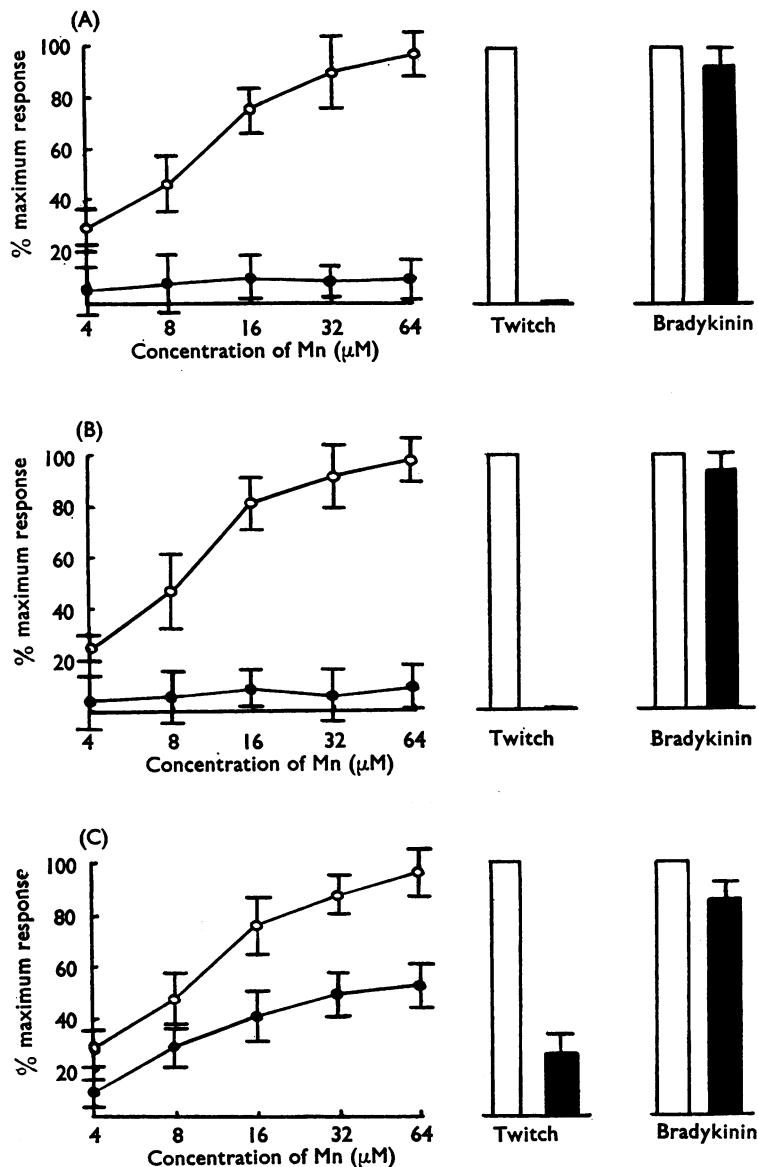 (A)
% maximum response
100
80
60
40
20
4 8 16 32 64
Concentration of Mn (μM)
Twitch
Bradykinin
(B)
% maximum response
100
80
60
40
20
4 8 16 32 64
Concentration of Mn (μM)
Twitch
Bradykinin
(C)
% maximum response
100
80
60
40
20
4 8 16 32 64
Concentration of Mn (μM)
Twitch
Bradykinin